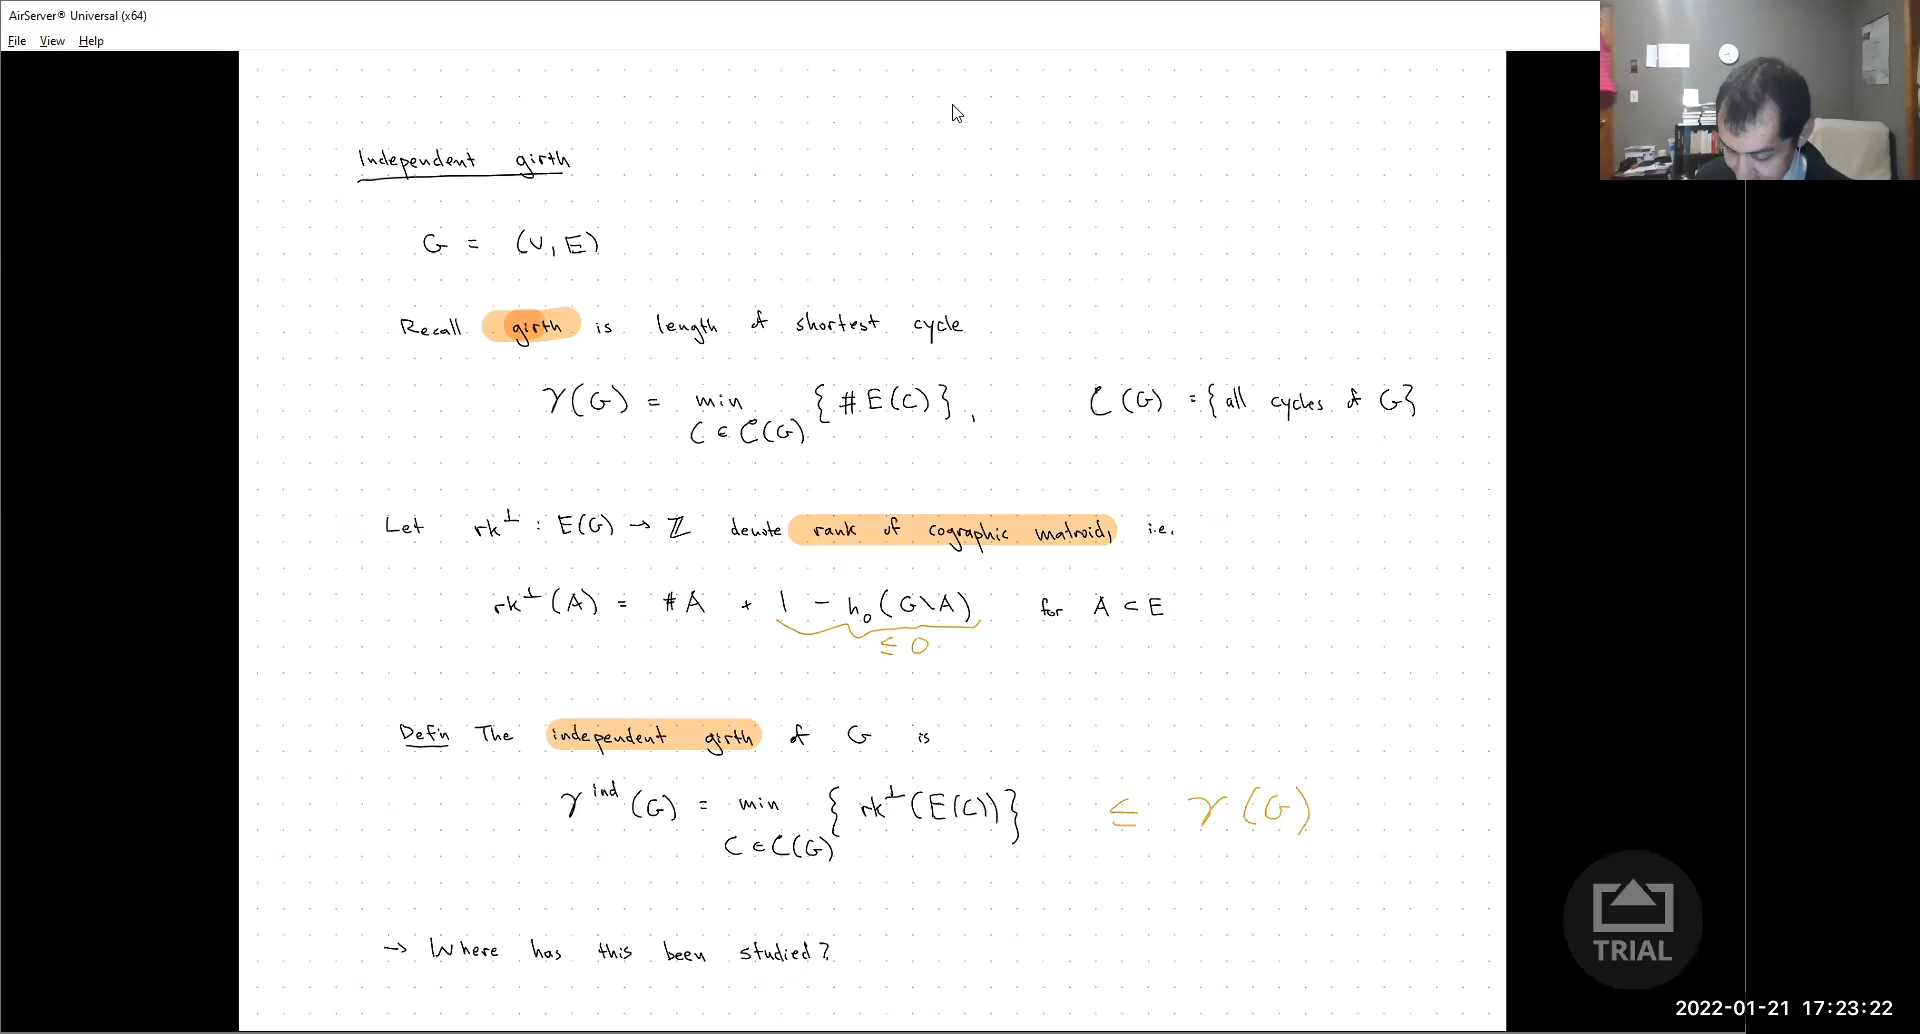 AirServer® Universal (x64)
File View Help
Independent girth
G = (V, E)
Recall girth is length of shortest cycle
γ(G) = min { # E(C) } , C(G) = { all cycles of G }
C ∈ C(G)
Let rk⊥ : E(G) → ℤ denote rank of cographic matroid, i.e.
rk⊥(A) = #A + 1 − h₀(G\A) for A ⊂ E
≤ 0
Defn The independent girth of G is
γ^ind (G) = min { rk⊥(E(C)) } ≤ γ(G)
C ∈ C(G)
→ Where has this been studied?
TRIAL
2022-01-21 17:23:22